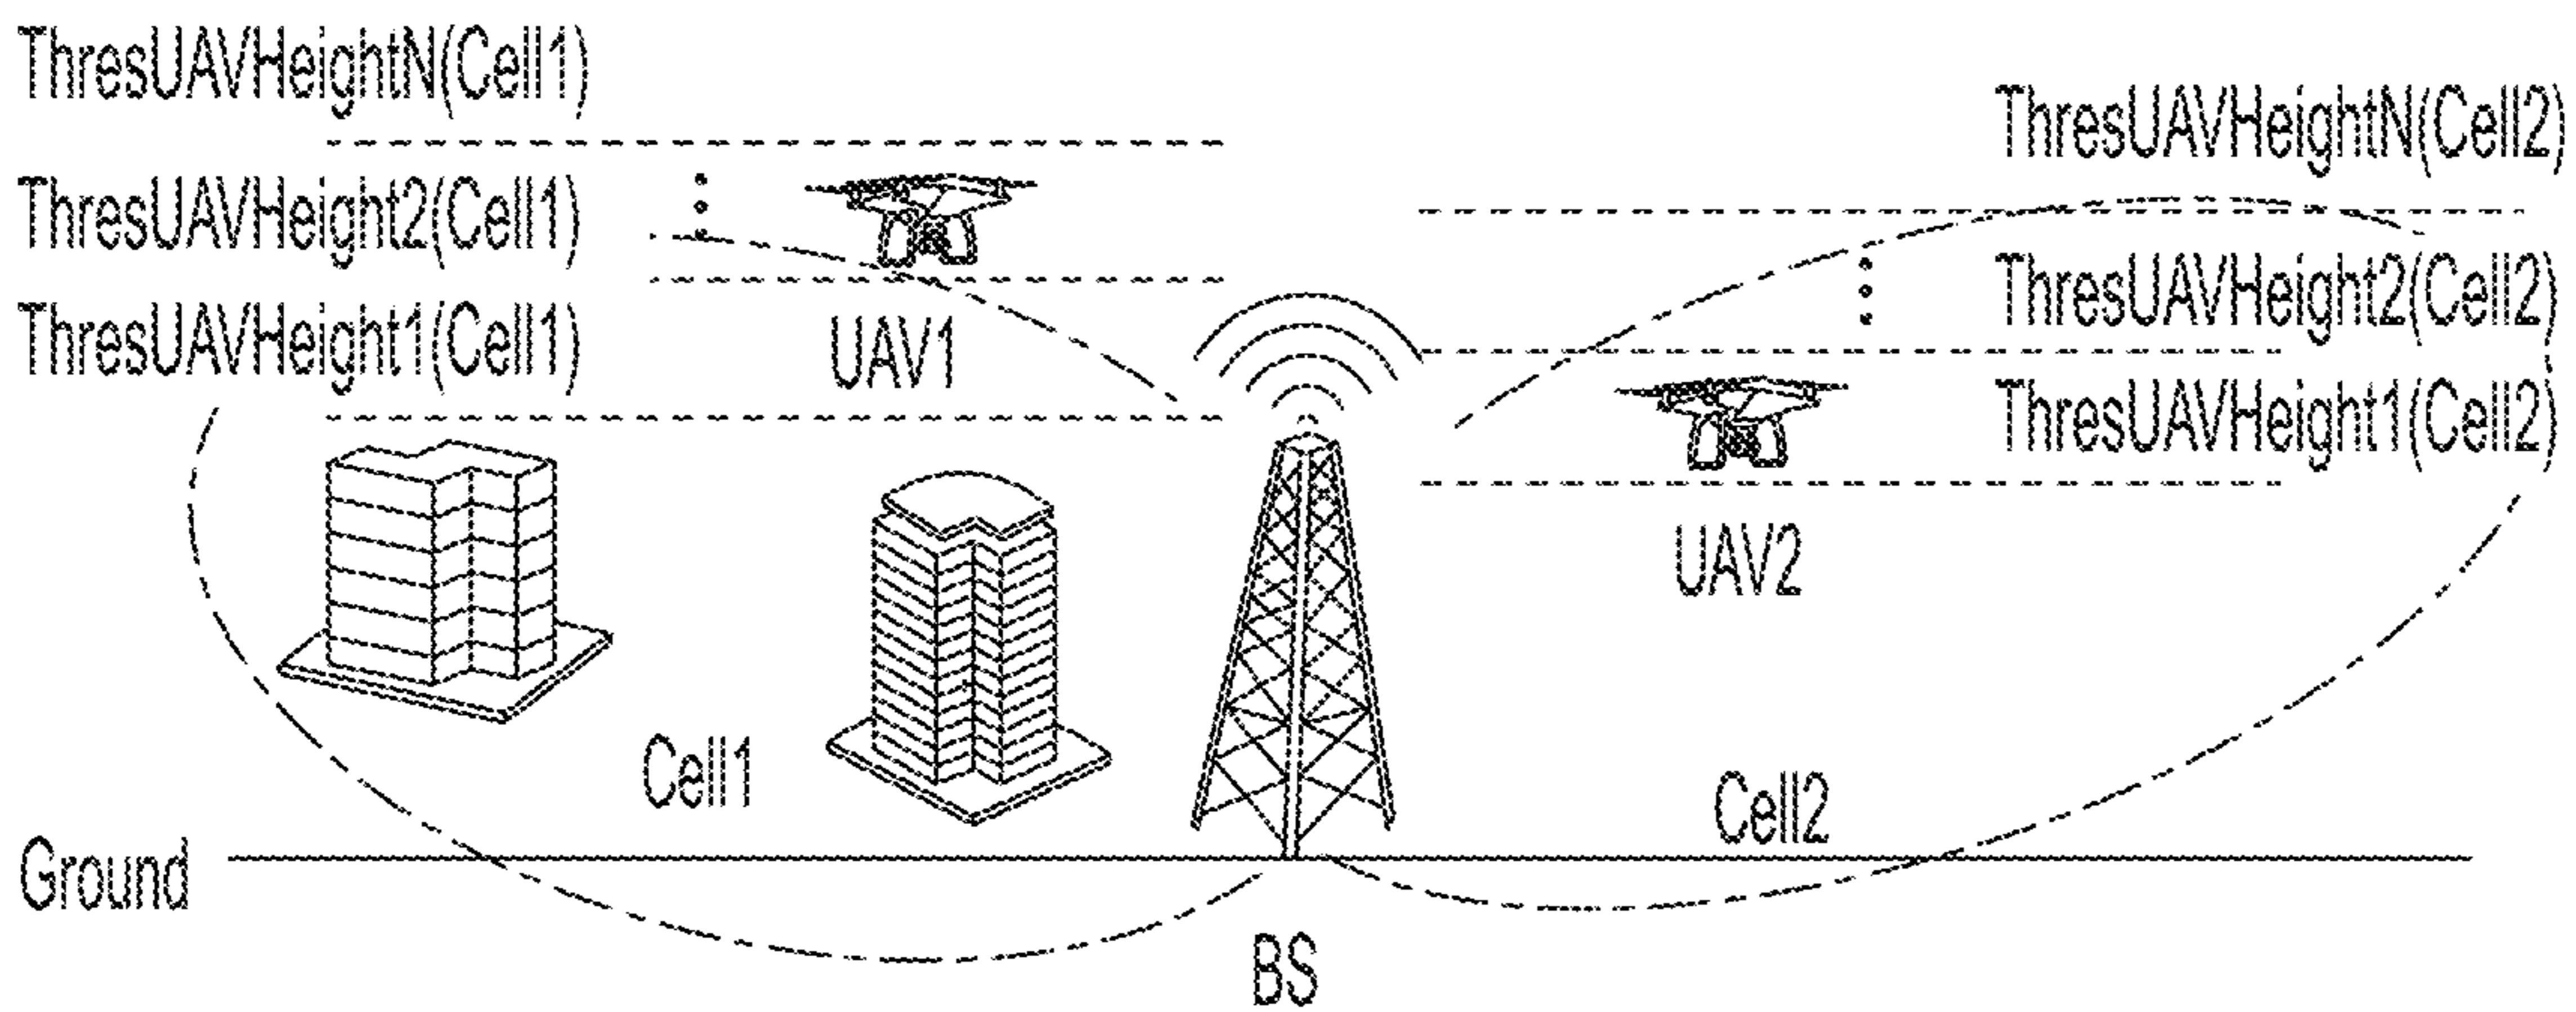 ThresUAVHeightN(Cell1)
ThresUAVHeightN(Cell2)
ThresUAVHeight2(Cell1)
ThresUAVHeight2(Cell2)
ThresUAVHeight1(Cell1)
UAV1
ThresUAVHeight1(Cell2)
UAV2
Cell1
Cell2
Ground
BS